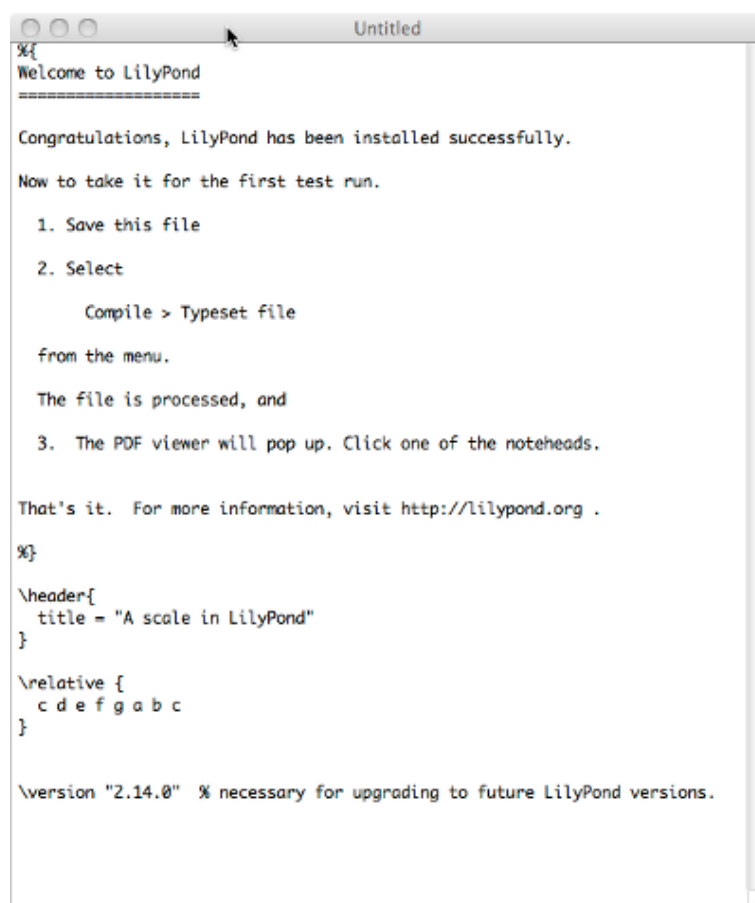 Untitled
%{
Welcome to LilyPond
===================
Congratulations, LilyPond has been installed successfully.
Now to take it for the first test run.
1. Save this file
2. Select
Compile > Typeset file
from the menu.
The file is processed, and
3.  The PDF viewer will pop up. Click one of the noteheads.
That's it.  For more information, visit http://lilypond.org .
%}
\header{
title = "A scale in LilyPond"
}
\relative {
c d e f g a b c
}
\version "2.14.0"  % necessary for upgrading to future LilyPond versions.